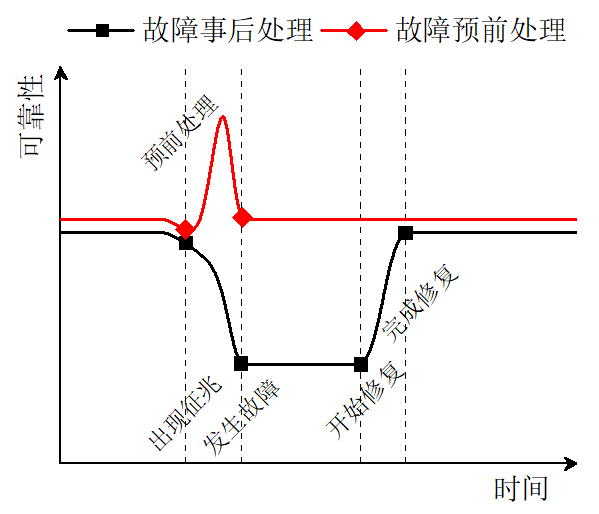 故障事后处理
故障预前处理
可靠性
预前处理
出现征兆
发生故障
开始修复
完成修复
时间